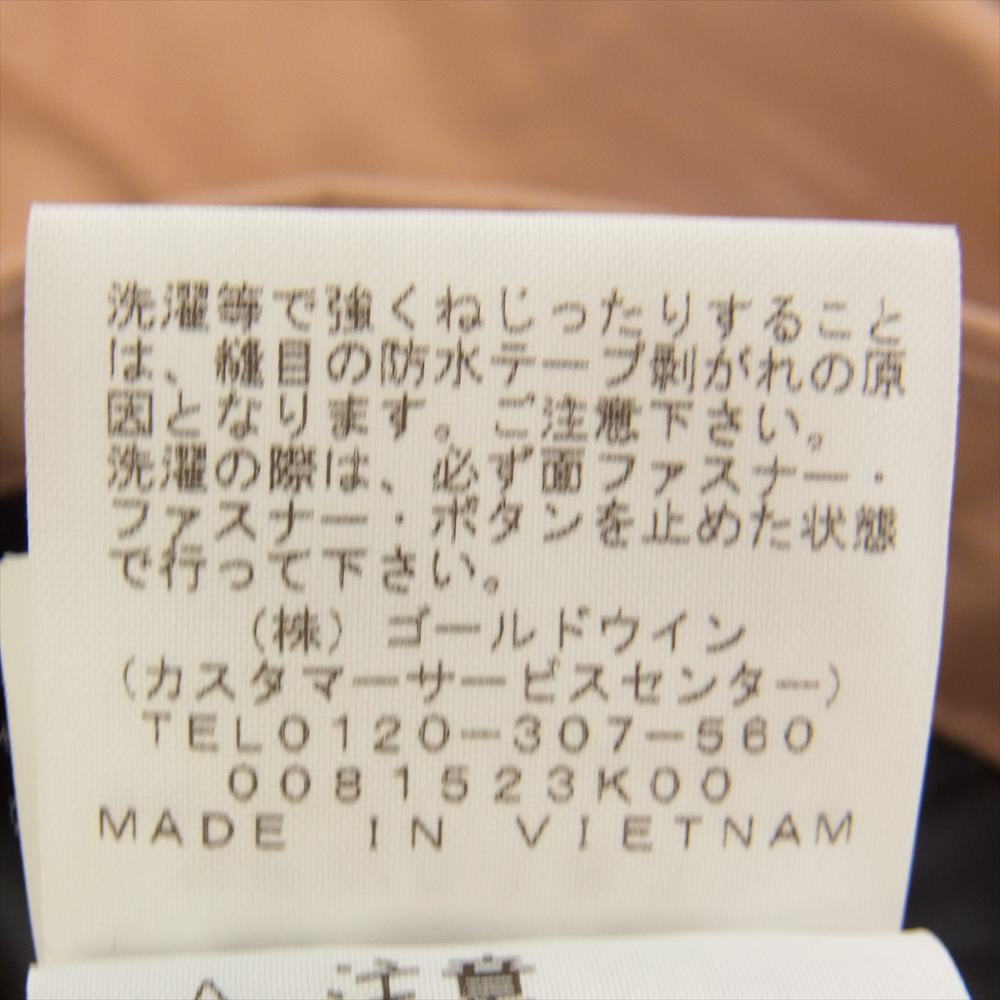 洗濯等で強くねじったりすること
は、縫目の防水テープ剥がれの原
因となります。ご注意下さい。
洗濯の際は、必ず面ファスナー・
ファスナー・ボタンを止めた状態
で行って下さい。
(株) ゴールドウイン
(カスタマーサービスセンター)
TEL0120-307-560
0081523K00
MADE IN VIETNAM
注意